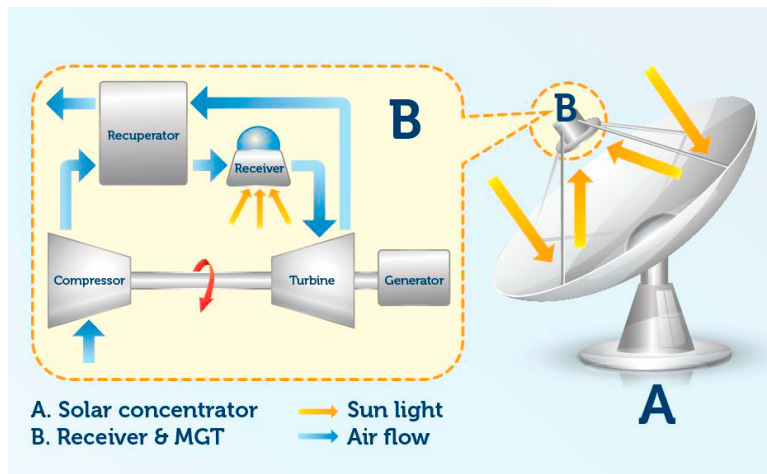 B
B
Recuperator
Receiver
Compressor
Turbine
Generator
A. Solar concentrator
Sun light
B. Receiver & MGT
Air flow
A